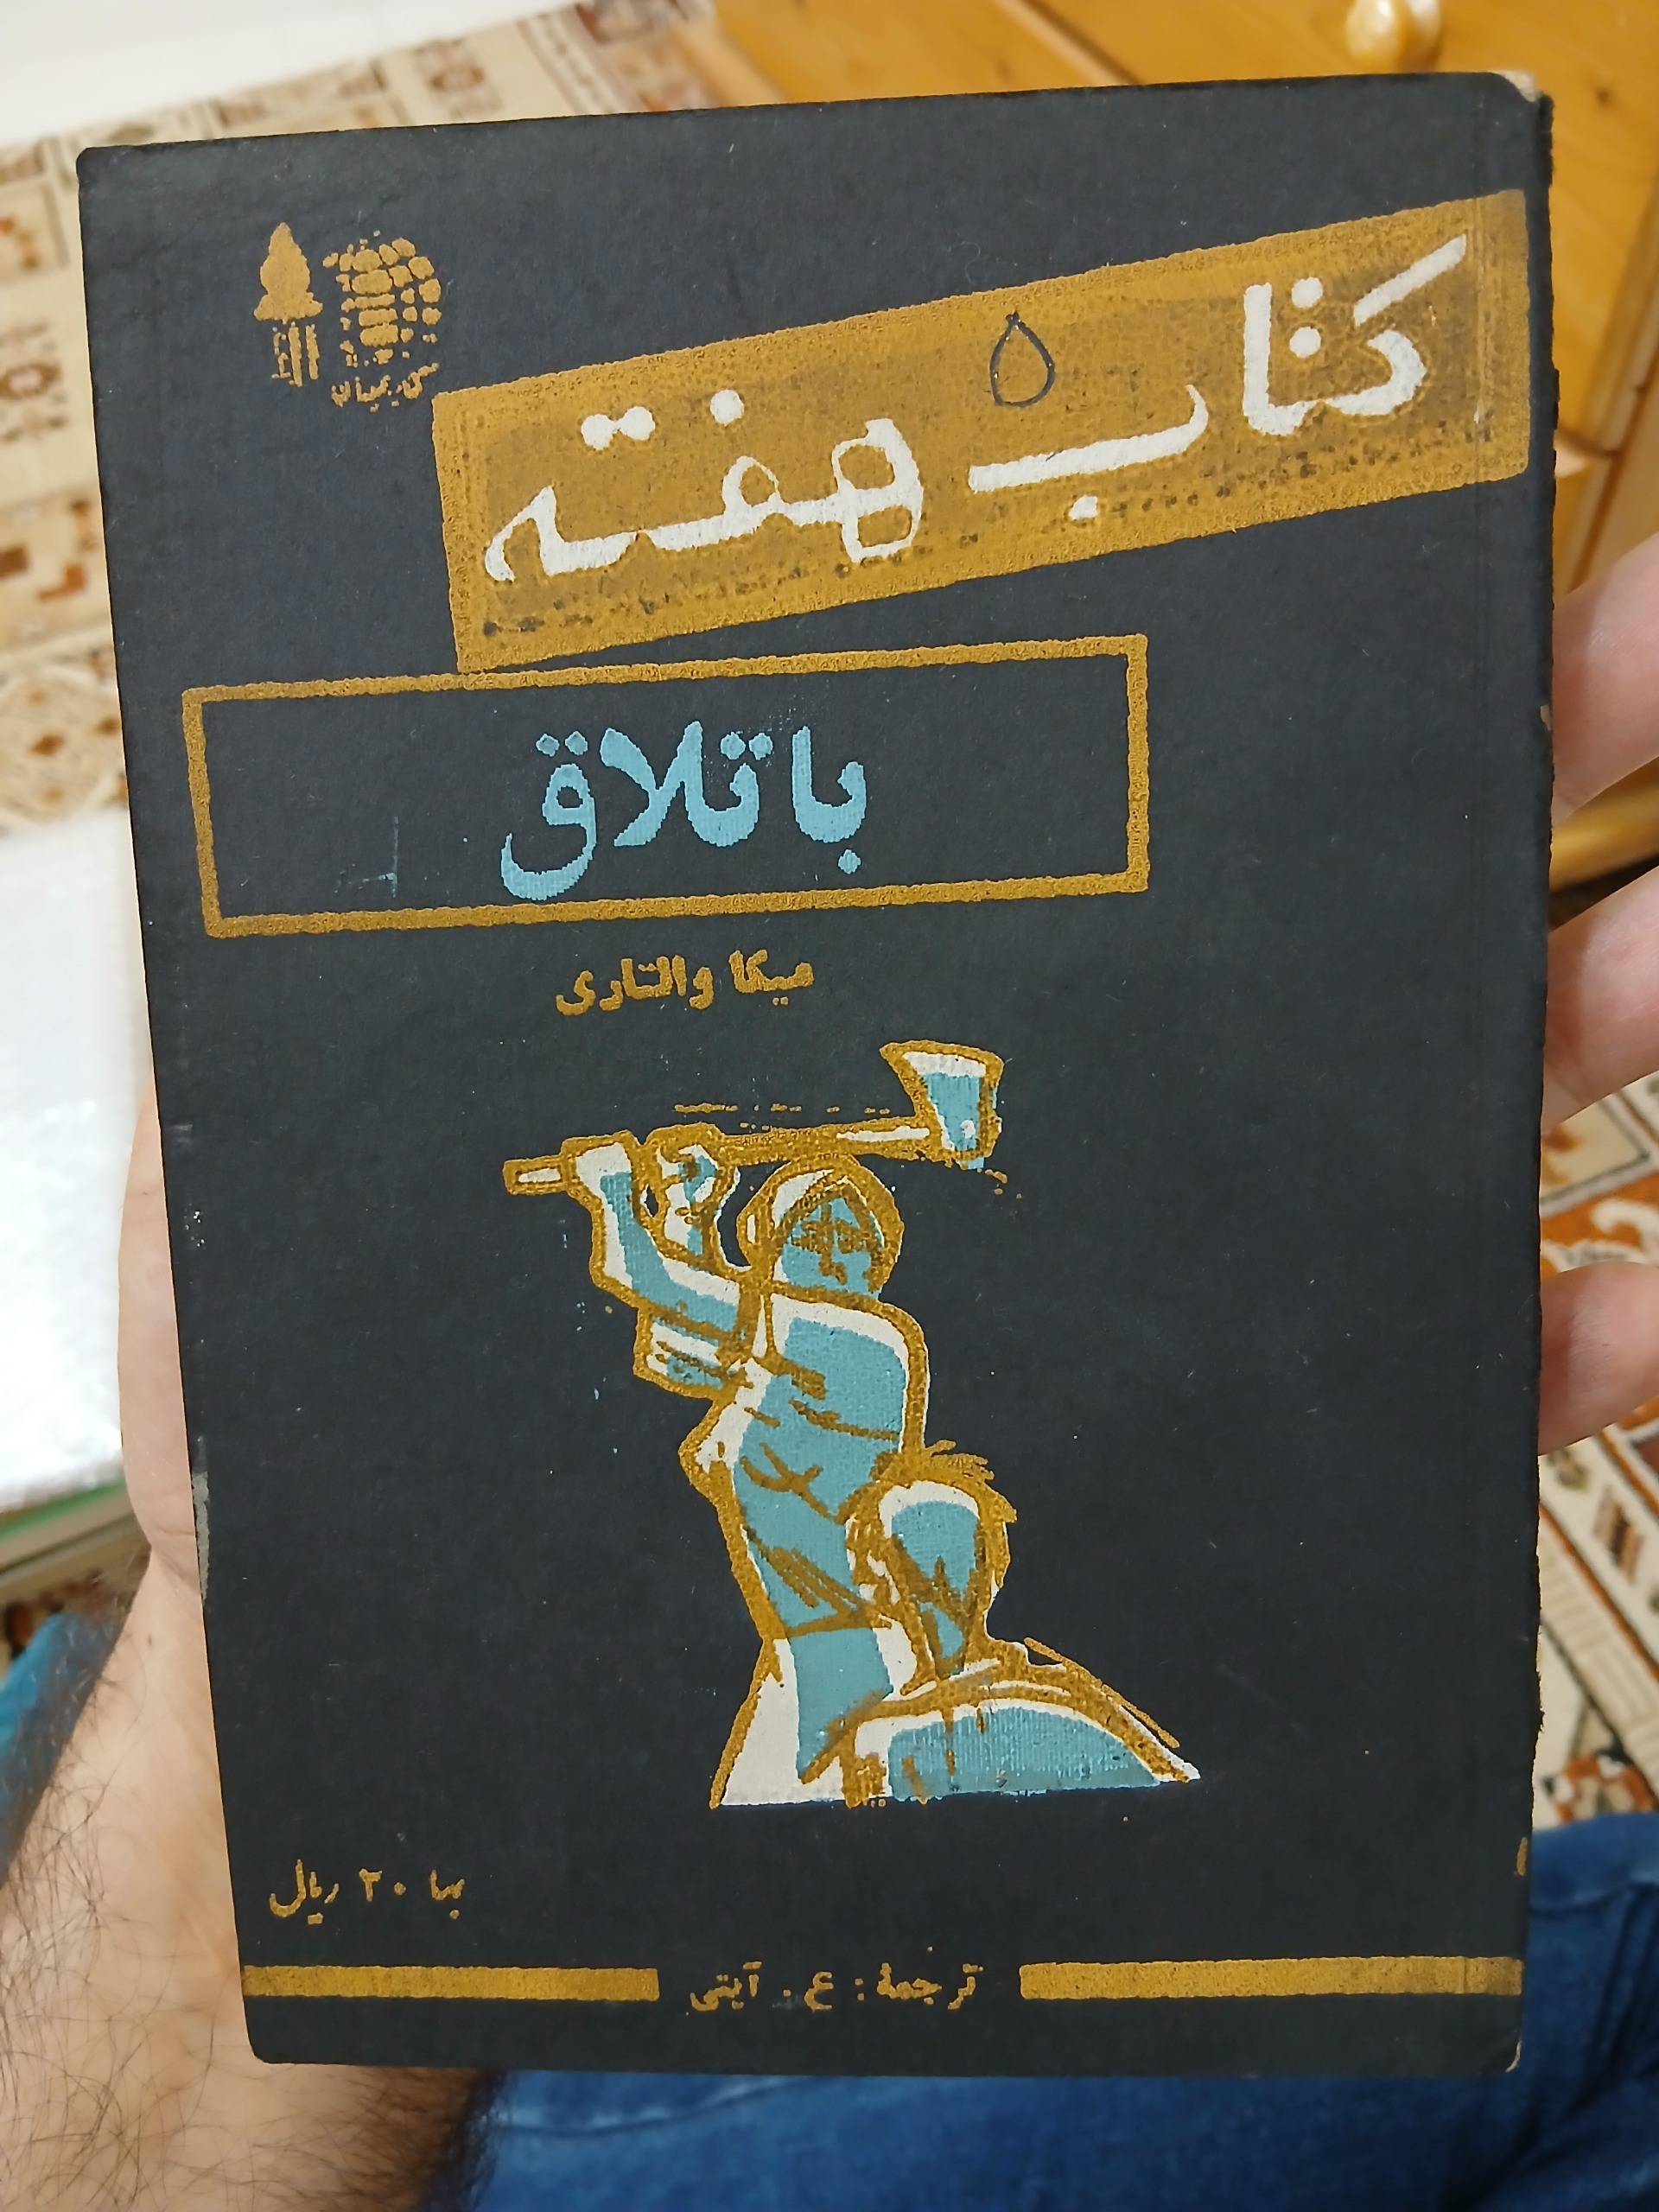 کتاب هفته
۵
باتلاق
میکا والتاری
بها ۲۰ ریال
ترجمهٔ : ع . آیتی